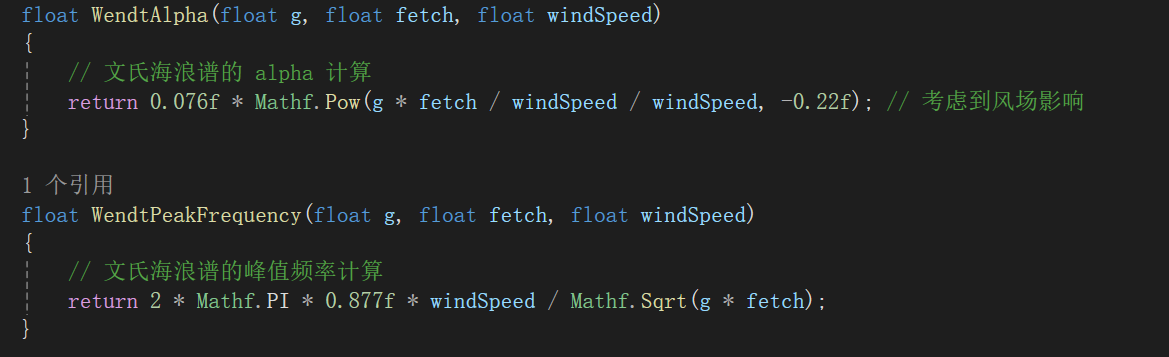 float WendtAlpha(float g, float fetch, float windSpeed)
{
// 文氏海浪谱的 alpha 计算
return 0.076f * Mathf.Pow(g * fetch / windSpeed / windSpeed, -0.22f); // 考虑到风场影响
}
1 个引用
float WendtPeakFrequency(float g, float fetch, float windSpeed)
{
// 文氏海浪谱的峰值频率计算
return 2 * Mathf.PI * 0.877f * windSpeed / Mathf.Sqrt(g * fetch);
}